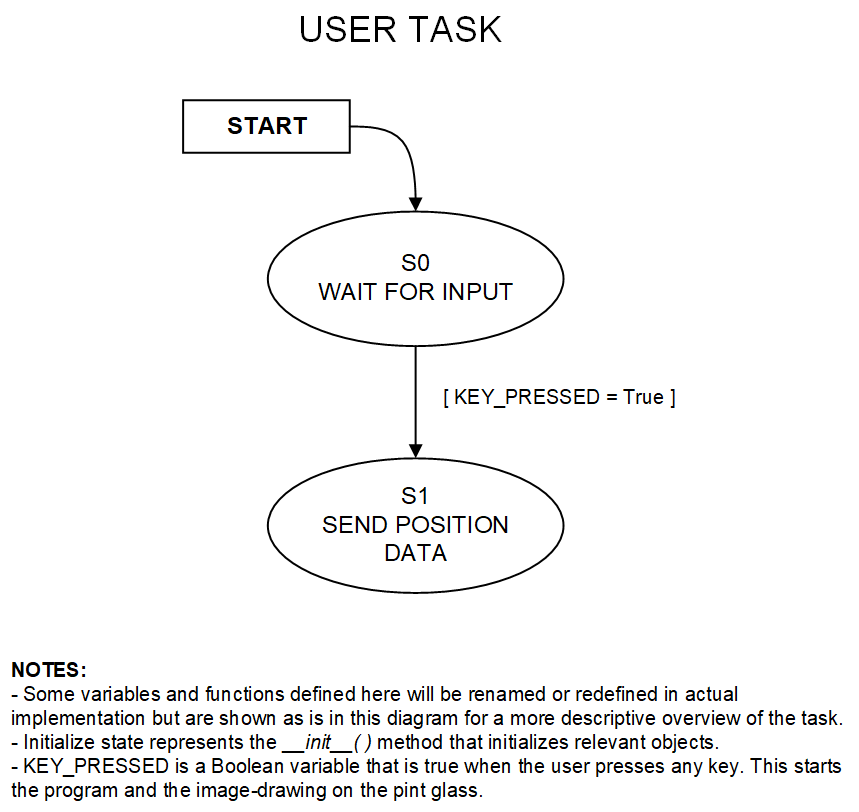 USER TASK
START
S0
WAIT FOR INPUT
[ KEY_PRESSED = True ]
S1
SEND POSITION
DATA
NOTES:
- Some variables and functions defined here will be renamed or redefined in actual
implementation but are shown as is in this diagram for a more descriptive overview of the task.
- Initialize state represents the __init__( ) method that initializes relevant objects.
- KEY_PRESSED is a Boolean variable that is true when the user presses any key. This starts
the program and the image-drawing on the pint glass.